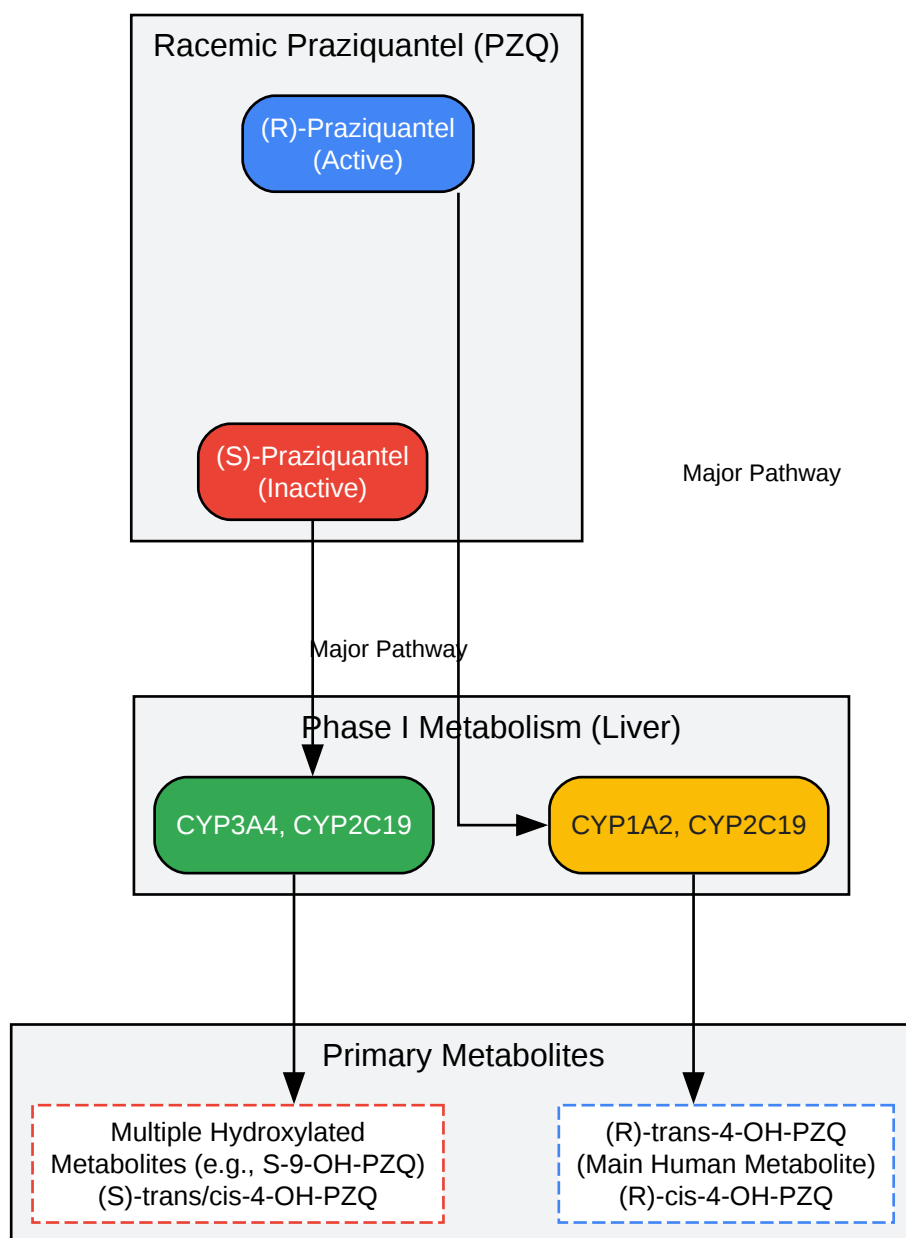 Racemic Praziquantel (PZQ)
(R)-Praziquantel
(Active)
(S)-Praziquantel
(Inactive)
Major Pathway
Major Pathway
Phase I Metabolism (Liver)
CYP3A4, CYP2C19
CYP1A2, CYP2C19
Primary Metabolites
Multiple Hydroxylated
Metabolites (e.g., S-9-OH-PZQ)
(S)-trans/cis-4-OH-PZQ
(R)-trans-4-OH-PZQ
(Main Human Metabolite)
(R)-cis-4-OH-PZQ